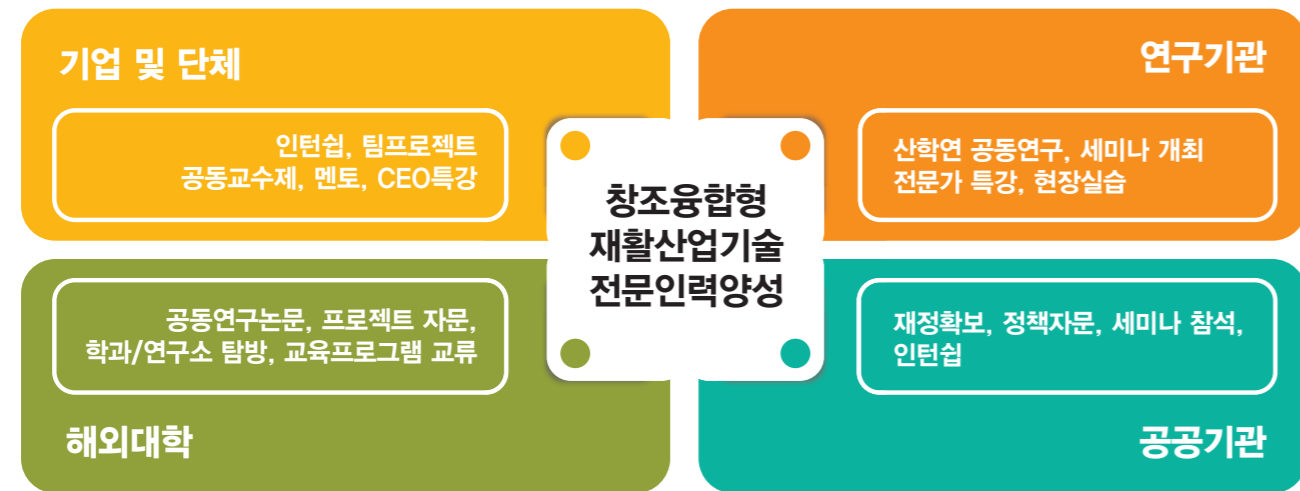 기업 및 단체
인턴쉽, 팀프로젝트
공동교수제, 멘토, CEO특강
연구기관
산학연 공동연구, 세미나 개최
전문가 특강, 현장실습
창조융합형
재활산업기술
전문인력양성
공동연구논문, 프로젝트 자문,
학과/연구소 탐방, 교육프로그램 교류
해외대학
재정확보, 정책자문, 세미나 참석,
인턴쉽
공공기관